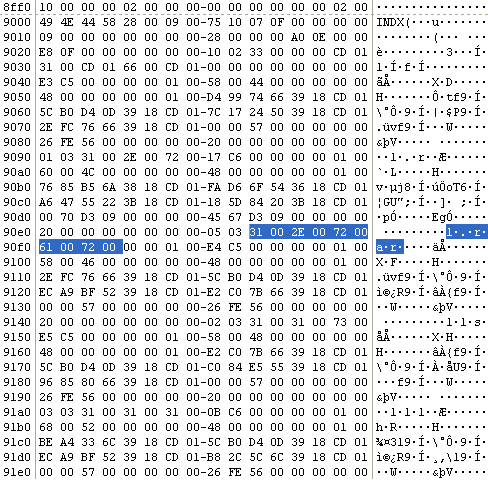 8ff0 10 00 00 00 02 00 00 00-00 00 00 00 00 00 02 00 ················
9000 49 4E 44 58 28 00 09 00-75 10 07 0F 00 00 00 00 INDX(···u·······
9010 09 00 00 00 00 00 00 00-28 00 00 00 A0 0E 00 00 ········(··· ···
9020 E8 0F 00 00 00 00 00 00-10 02 33 00 00 00 CD 01 è·········3···Í·
9030 31 00 CD 01 66 00 CD 01-00 00 00 00 00 00 00 00 1·Í·f·Í·········
9040 E3 C5 00 00 00 00 01 00-58 00 44 00 00 00 00 00 ãÅ······X·D·····
9050 48 00 00 00 00 00 01 00-D4 99 74 66 39 18 CD 01 H·······Ô·tf9·Í·
9060 5C B0 D4 0D 39 18 CD 01-7C 17 24 50 39 18 CD 01 \°Ô·9·Í·|·$P9·Í·
9070 2E FC 76 66 39 18 CD 01-00 00 57 00 00 00 00 00 .üvf9·Í···W·····
9080 26 FE 56 00 00 00 00 00-20 00 00 00 00 00 00 00 &þV····· ·······
9090 01 03 31 00 2E 00 72 00-17 C6 00 00 00 00 01 00 ··1·.·r··Æ······
90a0 60 00 4C 00 00 00 00 00-48 00 00 00 00 00 01 00 `·L·····H·······
90b0 76 85 B5 6A 38 18 CD 01-FA D6 6F 54 36 18 CD 01 v·µj8·Í·úÖoT6·Í·
90c0 A6 47 55 22 3B 18 CD 01-18 5D 84 20 3B 18 CD 01 ¦GU";·Í··]· ;·Í·
90d0 00 70 D3 09 00 00 00 00-45 67 D3 09 00 00 00 00 ·pÓ·····EgÓ·····
90e0 20 00 00 00 00 00 00 00-05 03 31 00 2E 00 72 00  ·········1·.·r·
90f0 61 00 72 00 00 00 01 00-E4 C5 00 00 00 00 01 00 a·r·····äÅ······
9100 58 00 46 00 00 00 00 00-48 00 00 00 00 00 01 00 X·F·····H·······
9110 2E FC 76 66 39 18 CD 01-5C B0 D4 0D 39 18 CD 01 .üvf9·Í·\°Ô·9·Í·
9120 EC A9 BF 52 39 18 CD 01-E2 C0 7B 66 39 18 CD 01 ì©¿R9·Í·âÀ{f9·Í·
9130 00 00 57 00 00 00 00 00-26 FE 56 00 00 00 00 00 ··W·····&þV·····
9140 20 00 00 00 00 00 00 00-02 03 31 00 31 00 73 00  ·········1·1·s·
9150 E5 C5 00 00 00 00 01 00-58 00 48 00 00 00 00 00 åÅ······X·H·····
9160 48 00 00 00 00 00 01 00-E2 C0 7B 66 39 18 CD 01 H·······âÀ{f9·Í·
9170 5C B0 D4 0D 39 18 CD 01-C0 84 E5 55 39 18 CD 01 \°Ô·9·Í·À·åU9·Í·
9180 96 85 80 66 39 18 CD 01-00 00 57 00 00 00 00 00 ···f9·Í···W·····
9190 26 FE 56 00 00 00 00 00-20 00 00 00 00 00 00 00 &þV····· ·······
91a0 03 03 31 00 31 00 31 00-0B C6 00 00 00 00 01 00 ··1·1·1··Æ······
91b0 68 00 52 00 00 00 00 00-48 00 00 00 00 00 01 00 h·R·····H·······
91c0 BE A4 33 6C 39 18 CD 01-5C B0 D4 0D 39 18 CD 01 ¾¤3l9·Í·\°Ô·9·Í·
91d0 EC A9 BF 52 39 18 CD 01-B8 2C 5C 6C 39 18 CD 01 ì©¿R9·Í·¸,\l9·Í·
91e0 00 00 57 00 00 00 00 00-26 FE 56 00 00 00 00 00 ··W·····&þV·····